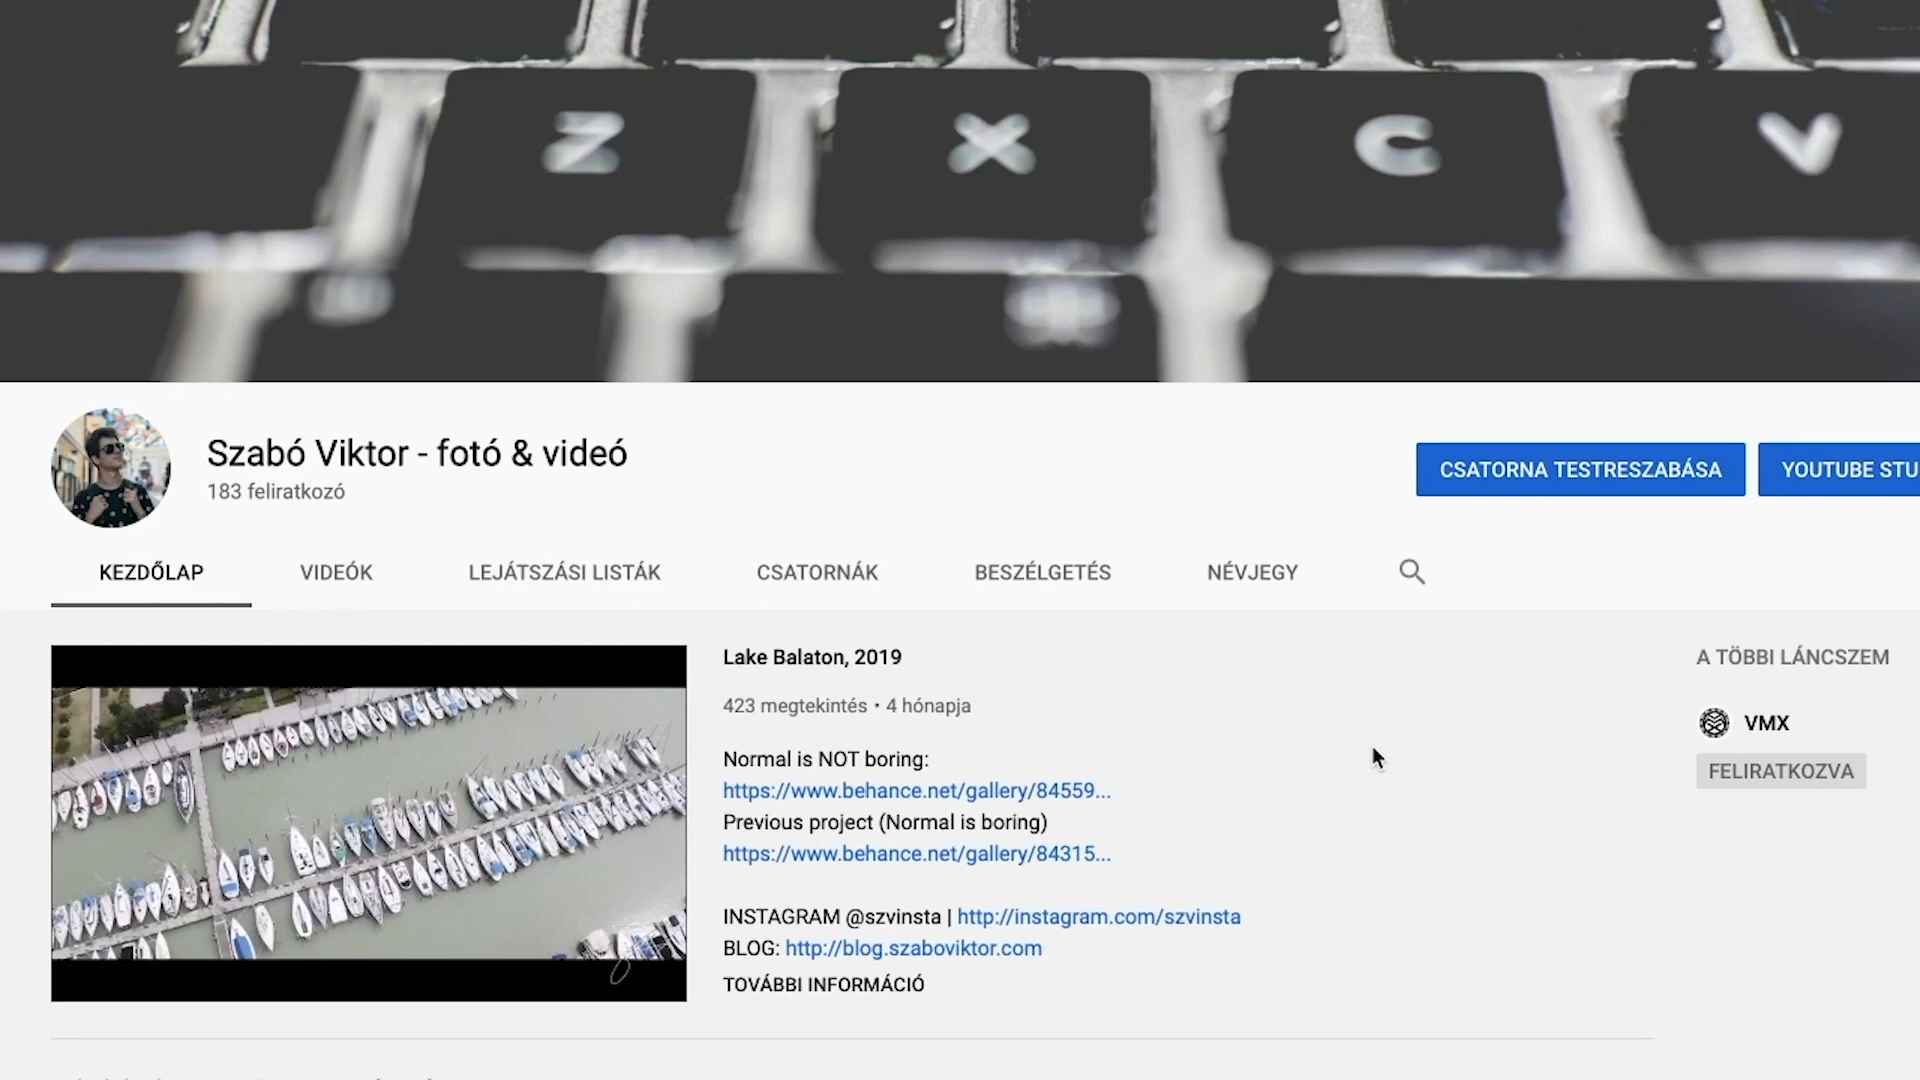 Z X C V
Szabó Viktor - fotó & videó
183 feliratkozó
CSATORNA TESTRESZABÁSA
YOUTUBE STU
KEZDŐLAP
VIDEÓK
LEJÁTSZÁSI LISTÁK
CSATORNÁK
BESZÉLGETÉS
NÉVJEGY
Lake Balaton, 2019
423 megtekintés • 4 hónapja
Normal is NOT boring:
https://www.behance.net/gallery/84559...
Previous project (Normal is boring)
https://www.behance.net/gallery/84315...
INSTAGRAM @szvinsta | http://instagram.com/szvinsta
BLOG: http://blog.szaboviktor.com
TOVÁBBI INFORMÁCIÓ
A TÖBBI LÁNCSZEM
VMX
FELIRATKOZVA